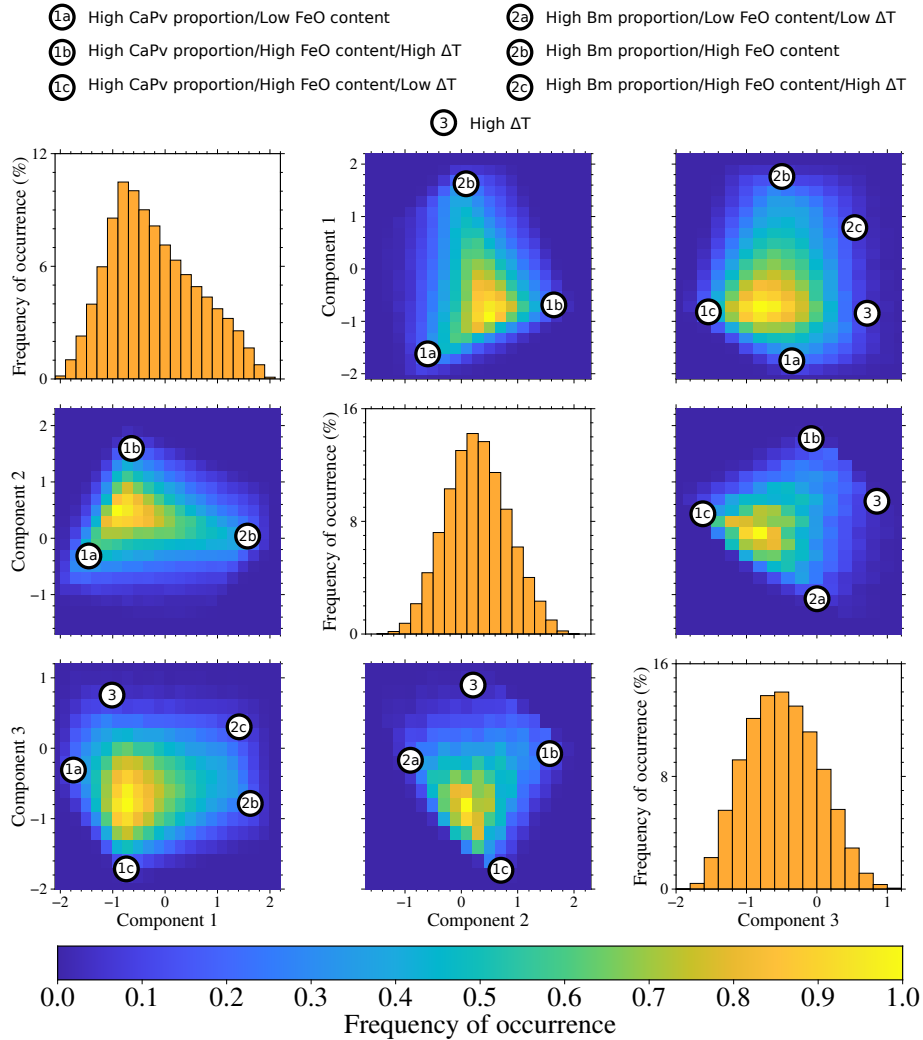 1a High CaPv proportion/Low FeO content
2a High Bm proportion/Low FeO content/Low ΔT
1b High CaPv proportion/High FeO content/High ΔT
2b High Bm proportion/High FeO content
1c High CaPv proportion/High FeO content/Low ΔT
2c High Bm proportion/High FeO content/High ΔT
3 High ΔT
Frequency of occurrence (%)
12
6
0
−2 −1 0 1 2
Component 1
2
1
0
−1
−2
2b
1b
1a
2b
2c
1c
3
1a
Component 2
2
1
0
−1
1b
1a
2b
Frequency of occurrence (%)
16
8
0
1b
1c
3
2a
Component 3
1
0
−1
−2
3
2c
1a
2b
1c
3
2a
1b
1c
Frequency of occurrence (%)
16
8
0
−2 −1 0 1 2
−2 −1 0 1 2
−2 −1 0 1
Component 1
Component 2
Component 3
0.0 0.1 0.2 0.3 0.4 0.5 0.6 0.7 0.8 0.9 1.0
Frequency of occurrence